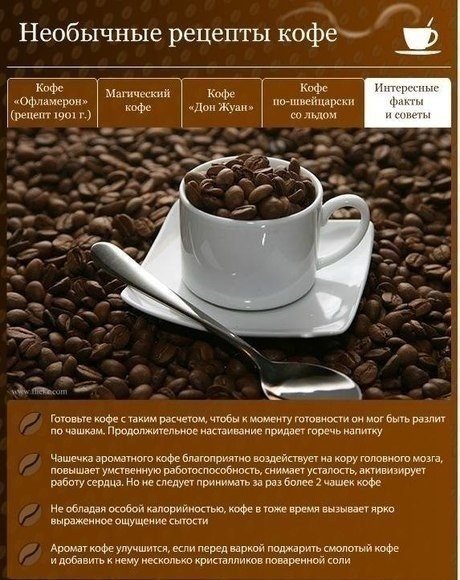 Необычные рецепты кофе
Кофе
«Офламерон»
(рецепт 1901 г.)
Магический
кофе
Кофе
«Дон Жуан»
Кофе
по-швейцарски
со льдом
Интересные
факты
и советы
Готовьте кофе с таким расчетом, чтобы к моменту готовности он мог быть разлит
по чашкам. Продолжительное настаивание придает горечь напитку
Чашечка ароматного кофе благоприятно воздействует на кору головного мозга,
повышает умственную работоспособность, снимает усталость, активизирует
работу сердца. Но не следует принимать за раз более 2 чашек кофе
Не обладая особой калорийностью, кофе в тоже время вызывает ярко
выраженное ощущение сытости
Аромат кофе улучшится, если перед варкой поджарить смолотый кофе
и добавить к нему несколько кристалликов поваренной соли